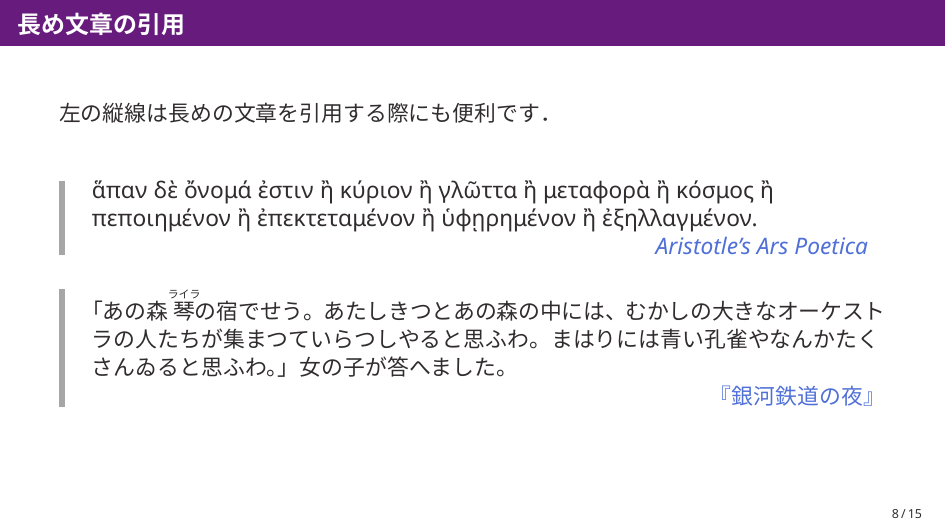 長め文章の引用
左の縦線は長めの文章を引用する際にも便利です．
ἅπαν δὲ ὄνομά ἐστιν ἢ κύριον ἢ γλῶττα ἢ μεταφορὰ ἢ κόσμος ἢ
πεποιημένον ἢ ἐπεκτεταμένον ἢ ὑφῃρημένον ἢ ἐξηλλαγμένον.
Aristotle’s Ars Poetica
ライラ
「あの森琴の宿でせう。あたしきつとあの森の中には、むかしの大きなオーケスト
ラの人たちが集まつていらつしやると思ふわ。まはりには青い孔雀やなんかたく
さんゐると思ふわ。」女の子が答へました。
『銀河鉄道の夜』
8 / 15